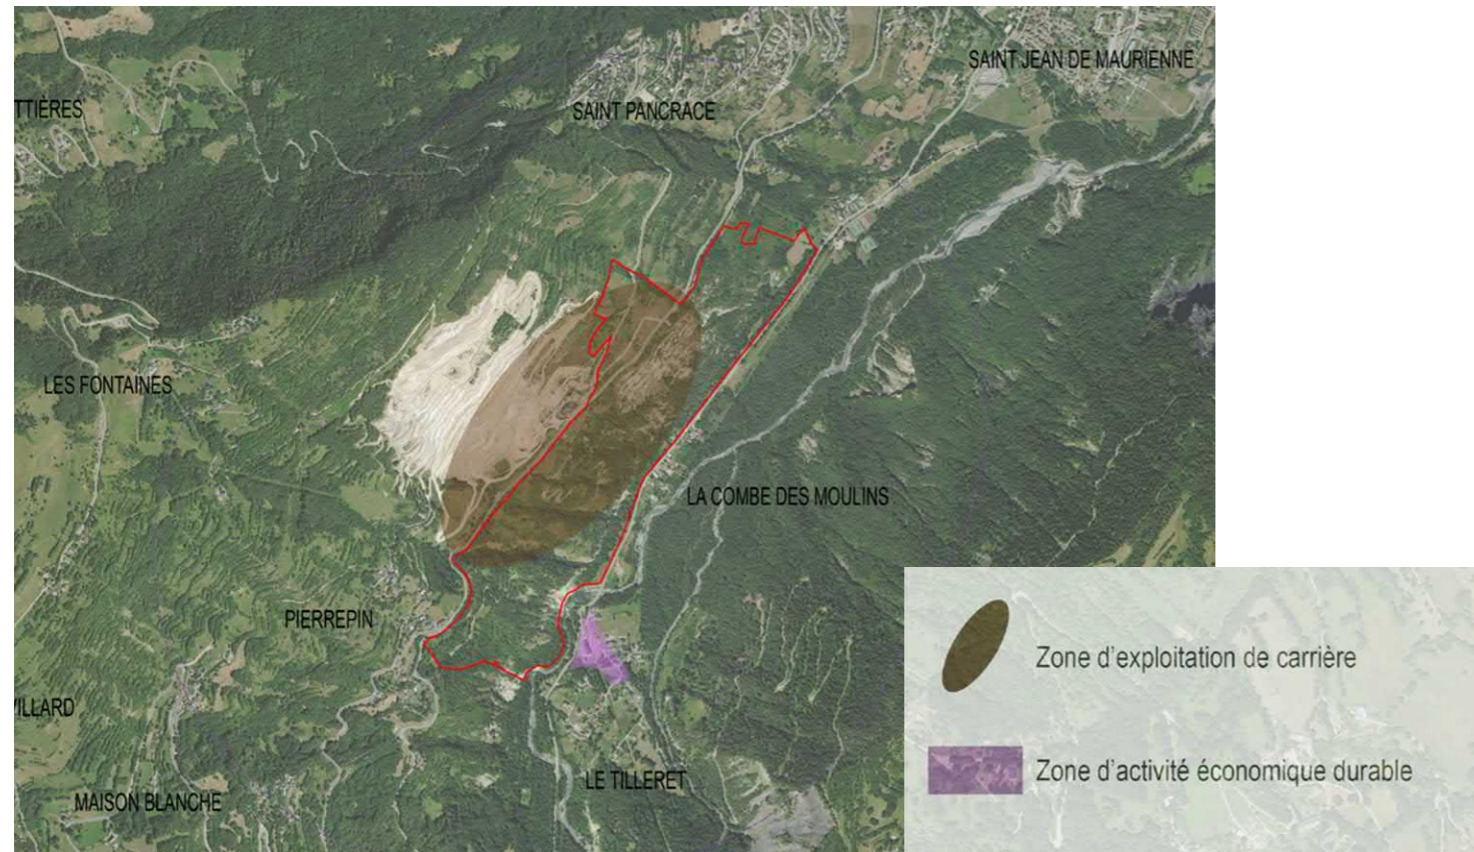 SAINT JEAN DE MAURIENNE
SAINT PANCRACE
TTIÈRES
LES FONTAINES
LA COMBE DES MOULINS
PIERREPIN
VILLARD
LE TILLERET
MAISON BLANCHE
Zone d'exploitation de carrière
Zone d'activité économique durable